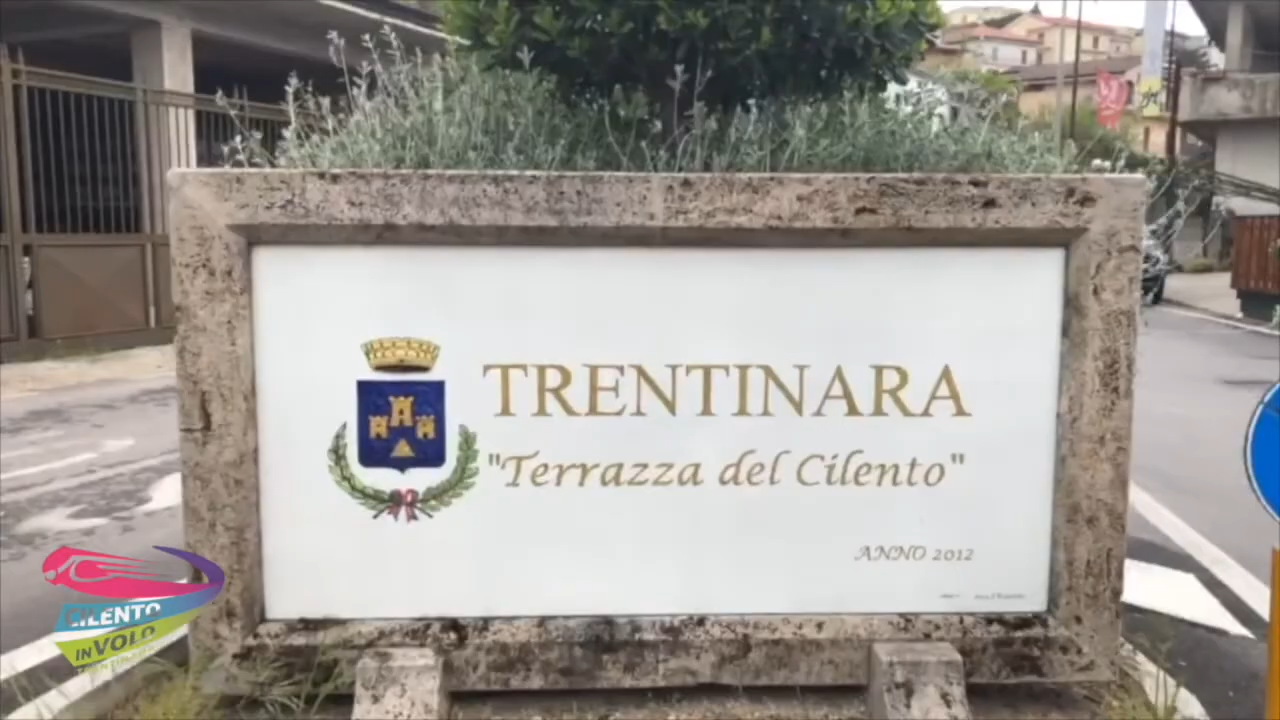 TRENTINARA
"Terrazza del Cilento"
ANNO 2012
CILENTO
IN VOLO